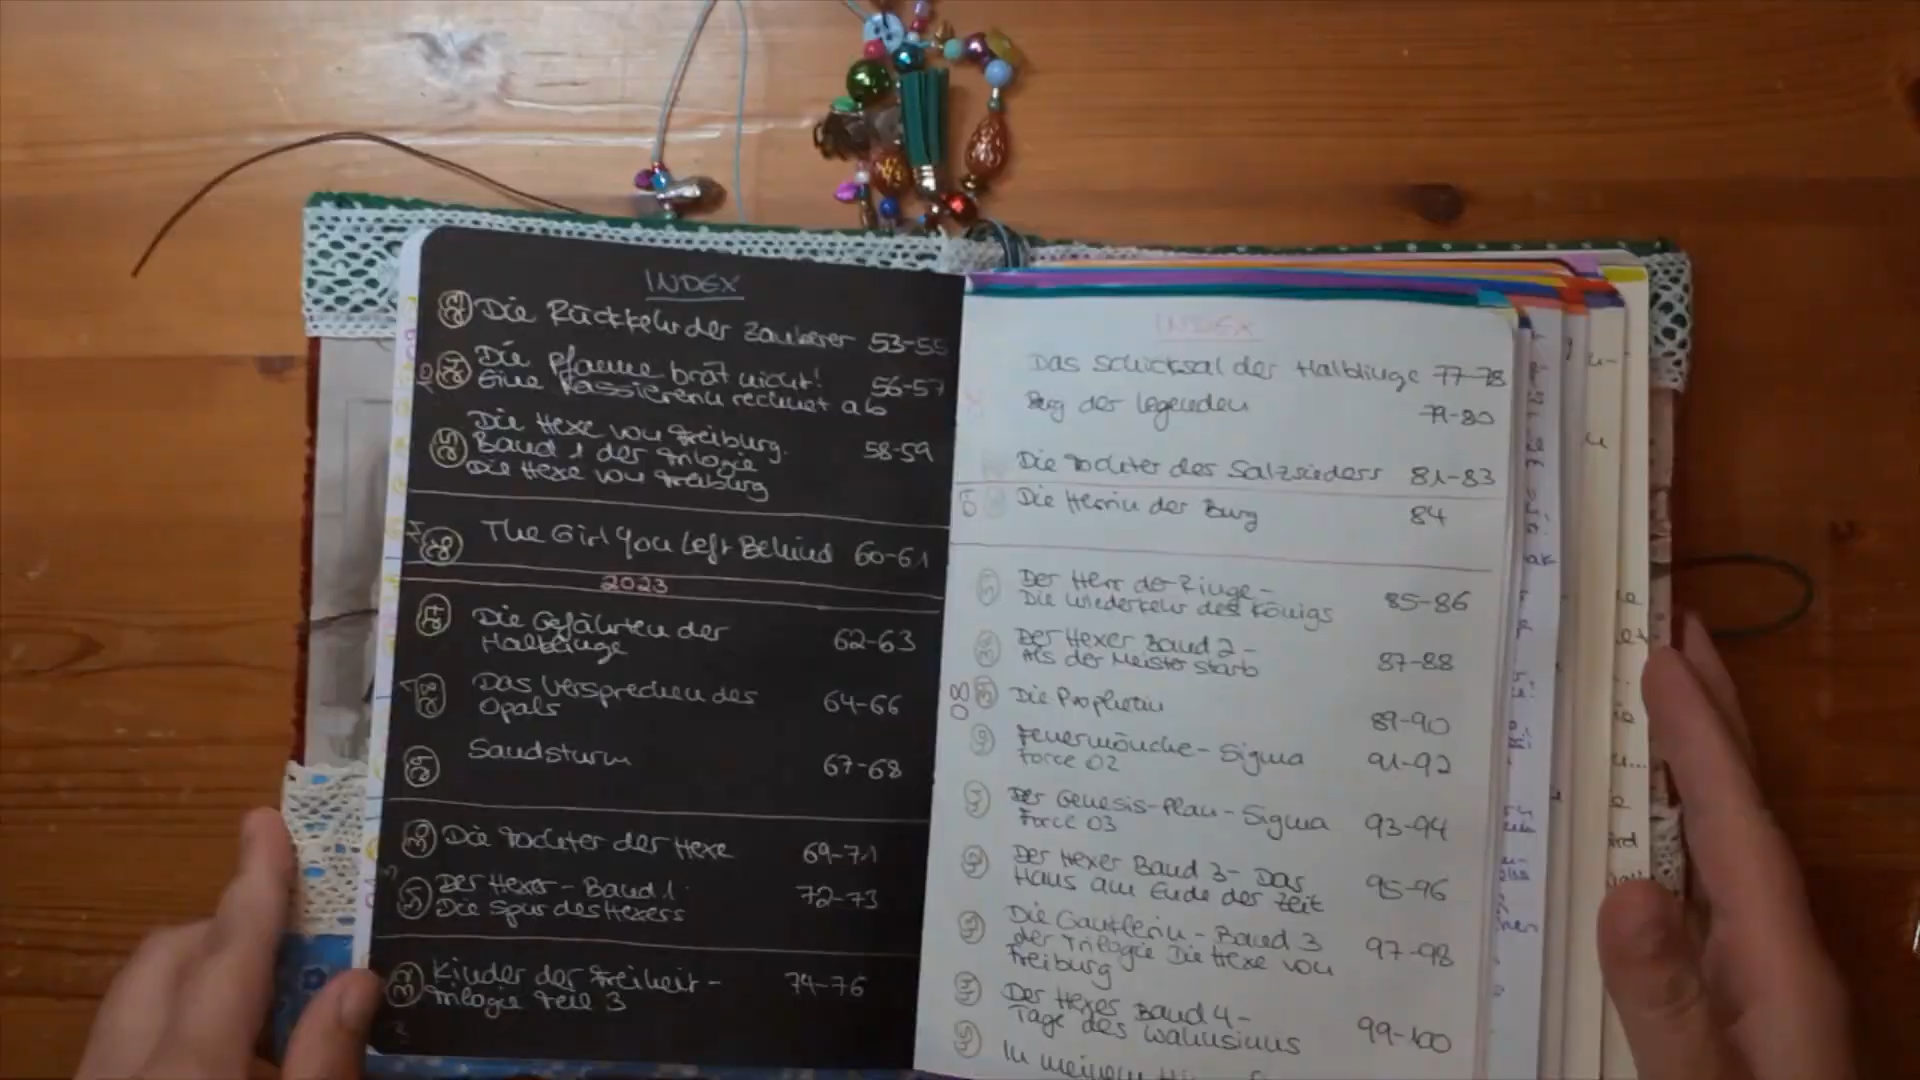 INDEX
Die Rückkehr der Zauberer 53-55
Die Pfanne brät nicht!
Eine Kassiererin rechnet ab 56-57
Die Hexe von Freiburg.
Band 1 der Trilogie 58-59
Die Hexe von Freiburg
The Girl You Left Behind 60-61
2023
Die Gefährten der
Halblinge 62-63
Das Versprechen des
Opals 64-66
Sandsturm 67-68
Die Tochter der Hexe 69-71
Der Hexer - Band 1:
Die Spur des Hexers 72-73
Kinder der Freiheit -
Trilogie Teil 3 74-76
INDEX
Das Schicksal der Halblinge 77-78
Burg der Legenden 79-80
Die Tochter des Salzsieders 81-83
Die Herrin der Burg 84
Der Herr der Ringe -
Die Wiederkehr des Königs 85-86
Der Hexer Band 2 -
Als der Meister starb 87-88
Die Prophetin 89-90
Feuermönche - Sigma
Force 02 91-92
Der Genesis-Plan - Sigma
Force 03 93-94
Der Hexer Band 3 - Das
Haus am Ende der Zeit 95-96
Die Gauklerin - Band 3
der Trilogie Die Hexe von
Freiburg 97-98
Der Hexer Band 4 -
Tage des Wahnsinns 99-100
In meinem